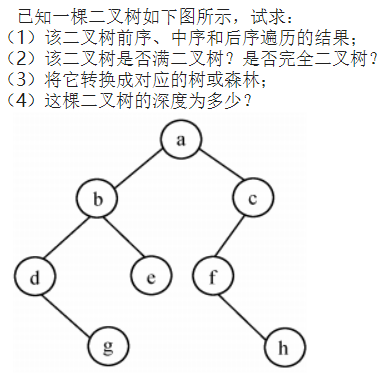 已知一棵二叉树如下图所示，试求：
（1）该二叉树前序、中序和后序遍历的结果；
（2）该二叉树是否满二叉树？是否完全二叉树？
（3）将它转换成对应的树或森林；
（4）这棵二叉树的深度为多少？
a
b c
d e f
g h